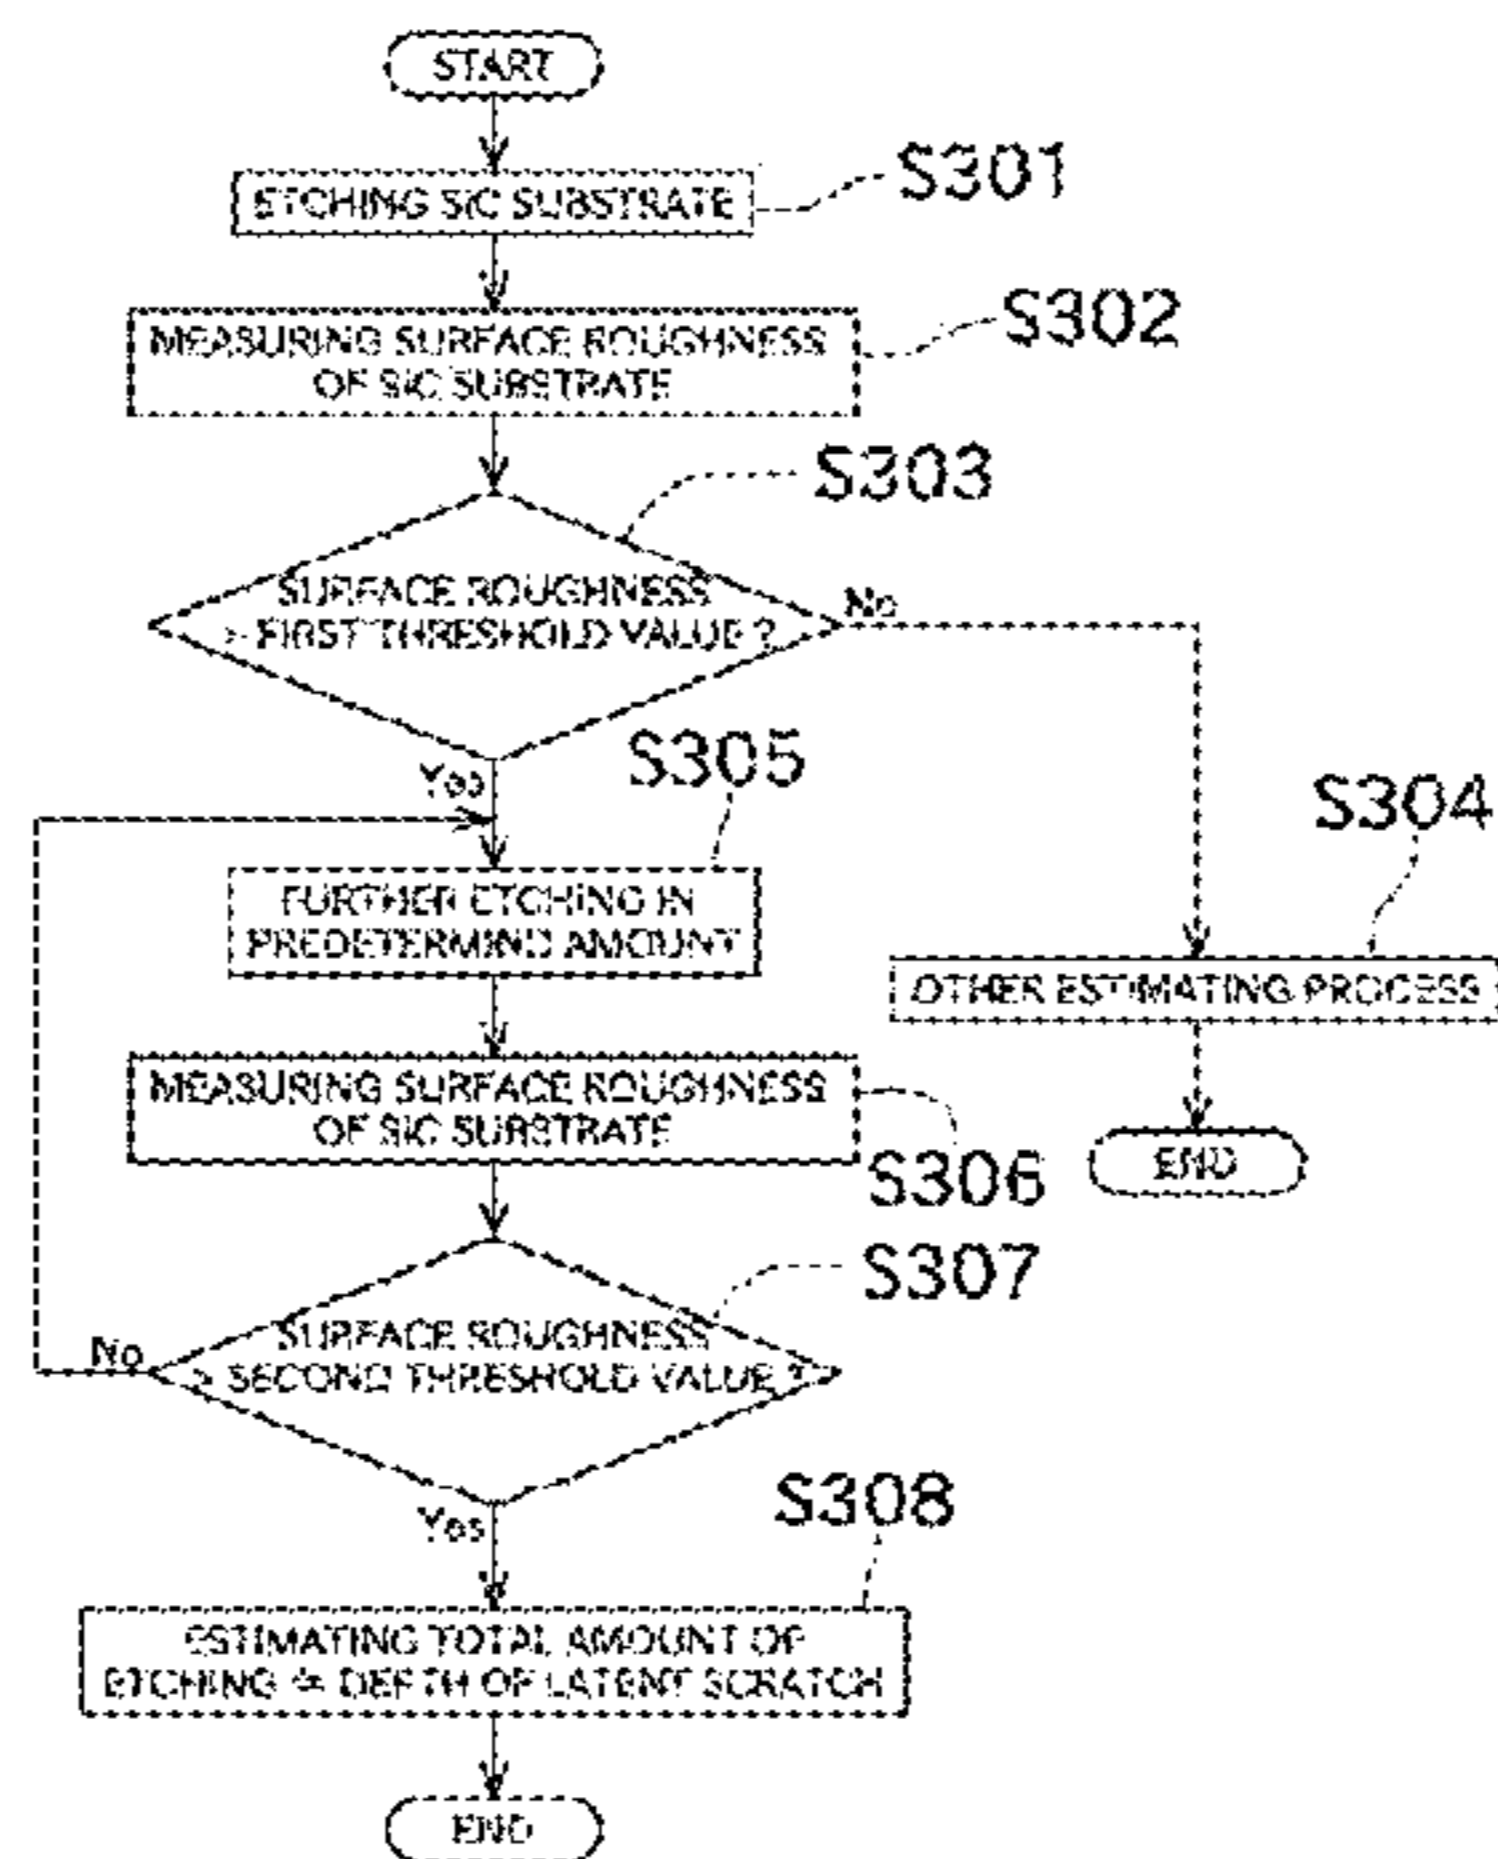 START
ETCHING SiC SUBSTRATE
S301
MEASURING SURFACE ROUGHNESS
OF SiC SUBSTRATE
S302
S303
SURFACE ROUGHNESS
> FIRST THRESHOLD VALUE ?
No
Yes
S305
S304
FURTHER ETCHING IN
PREDETERMIND AMOUNT
OTHER ESTIMATING PROCESS
MEASURING SURFACE ROUGHNESS
OF SiC SUBSTRATE
S306
END
S307
SURFACE ROUGHNESS
> SECOND THRESHOLD VALUE ?
No
Yes
S308
ESTIMATING TOTAL AMOUNT OF
ETCHING ≒ DEPTH OF LATENT SCRATCH
END